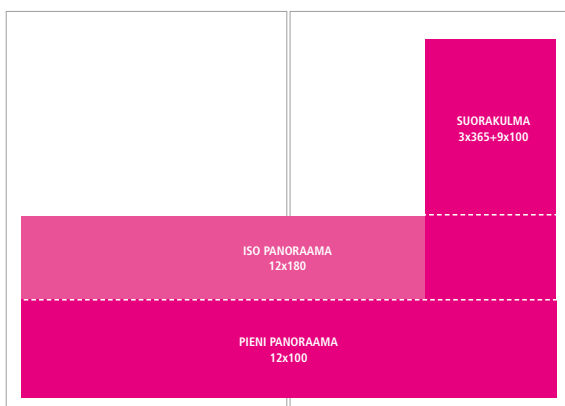 SUORAKULMA
3x365+9x100
ISO PANORAAMA
12x180
PIENI PANORAAMA
12x100